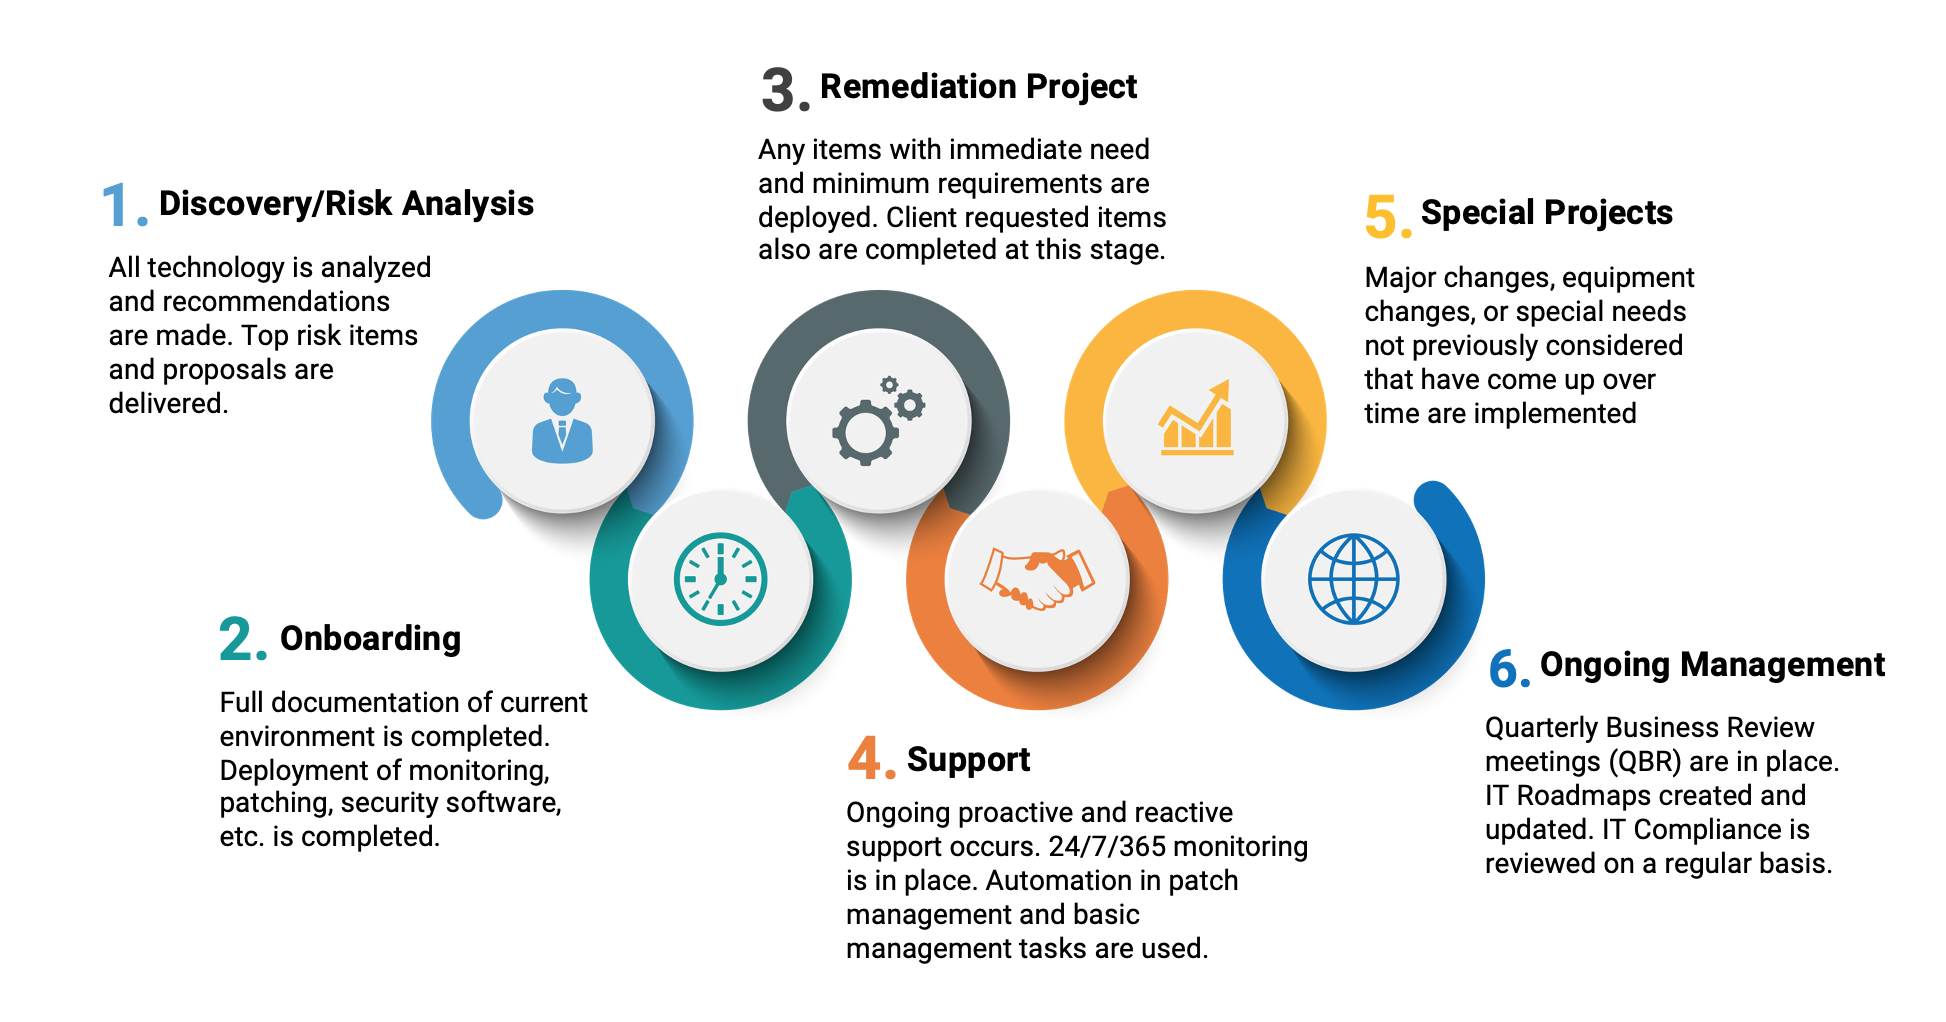 1. Discovery/Risk Analysis
All technology is analyzed
and recommendations
are made. Top risk items
and proposals are
delivered.
2. Onboarding
Full documentation of current
environment is completed.
Deployment of monitoring,
patching, security software,
etc. is completed.
3. Remediation Project
Any items with immediate need
and minimum requirements are
deployed. Client requested items
also are completed at this stage.
4. Support
Ongoing proactive and reactive
support occurs. 24/7/365 monitoring
is in place. Automation in patch
management and basic
management tasks are used.
5. Special Projects
Major changes, equipment
changes, or special needs
not previously considered
that have come up over
time are implemented
6. Ongoing Management
Quarterly Business Review
meetings (QBR) are in place.
IT Roadmaps created and
updated. IT Compliance is
reviewed on a regular basis.